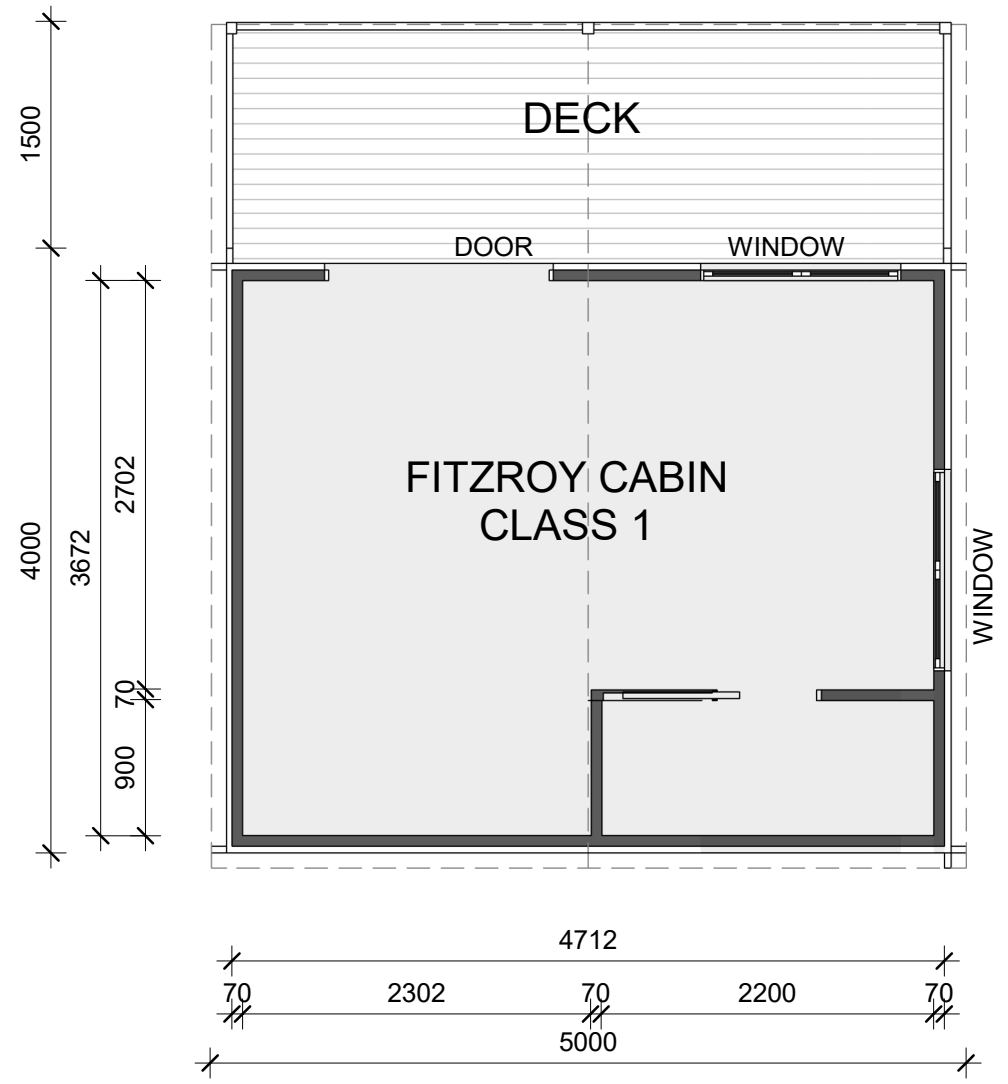 1500
DECK
DOOR
WINDOW
4000
3672
2702
70
900
FITZROY CABIN
CLASS 1
WINDOW
4712
70
2302
70
2200
70
5000